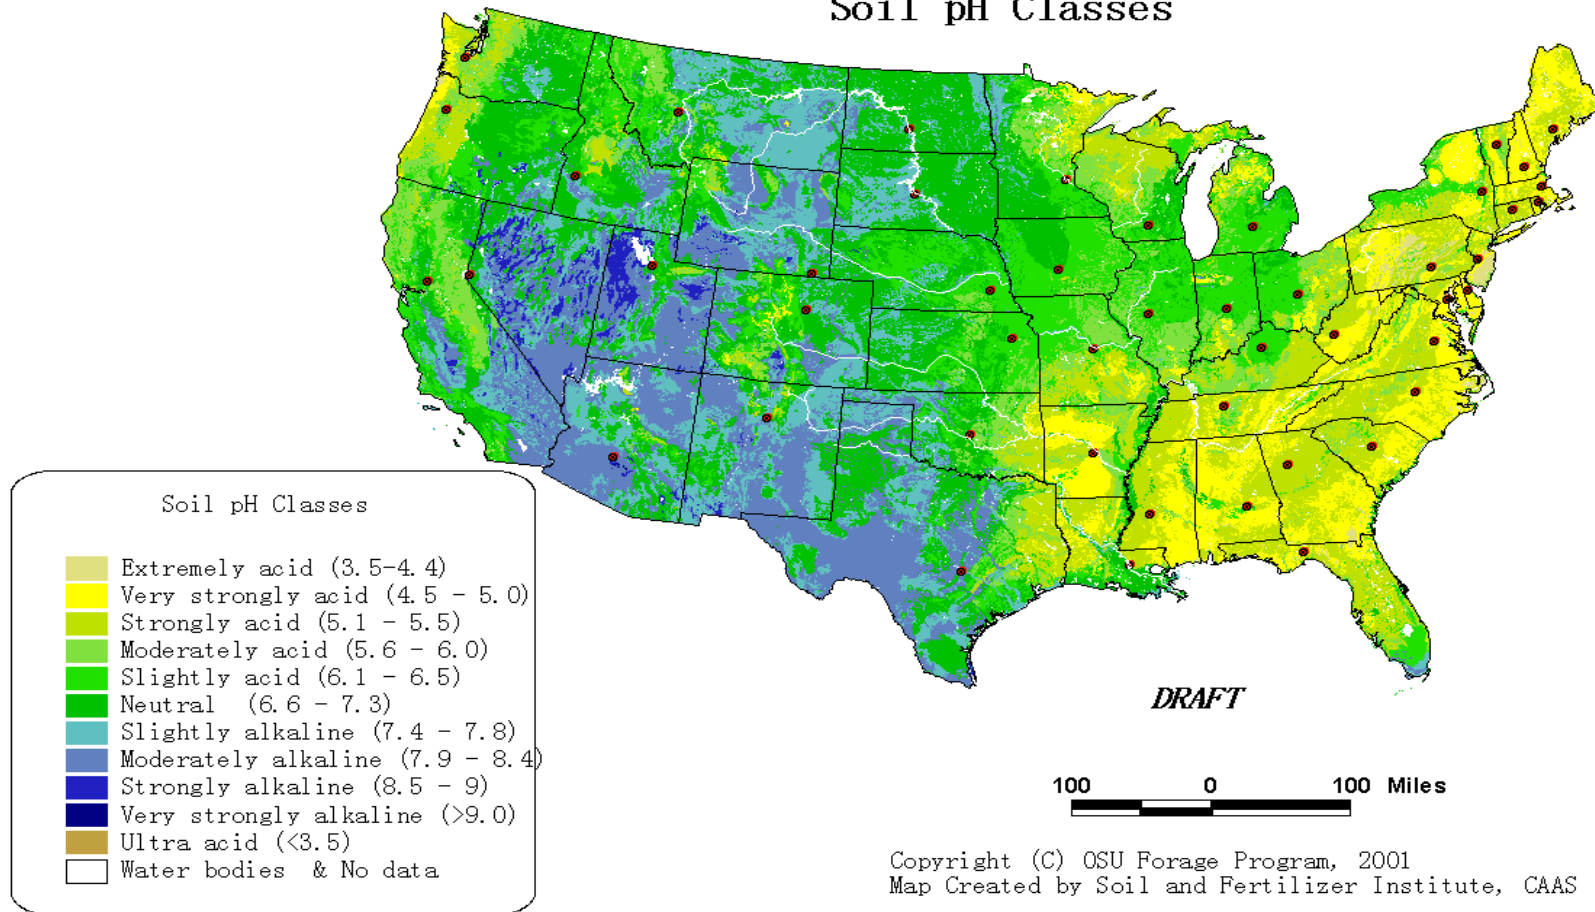 Soil pH Classes
Soil pH Classes
Extremely acid (3.5-4.4)
Very strongly acid (4.5 - 5.0)
Strongly acid (5.1 - 5.5)
Moderately acid (5.6 - 6.0)
Slightly acid (6.1 - 6.5)
Neutral (6.6 - 7.3)
Slightly alkaline (7.4 - 7.8)
Moderately alkaline (7.9 - 8.4)
Strongly alkaline (8.5 - 9)
Very strongly alkaline (>9.0)
Ultra acid (<3.5)
Water bodies & No data
DRAFT
100 0 100 Miles
Copyright (C) OSU Forage Program, 2001
Map Created by Soil and Fertilizer Institute, CAAS